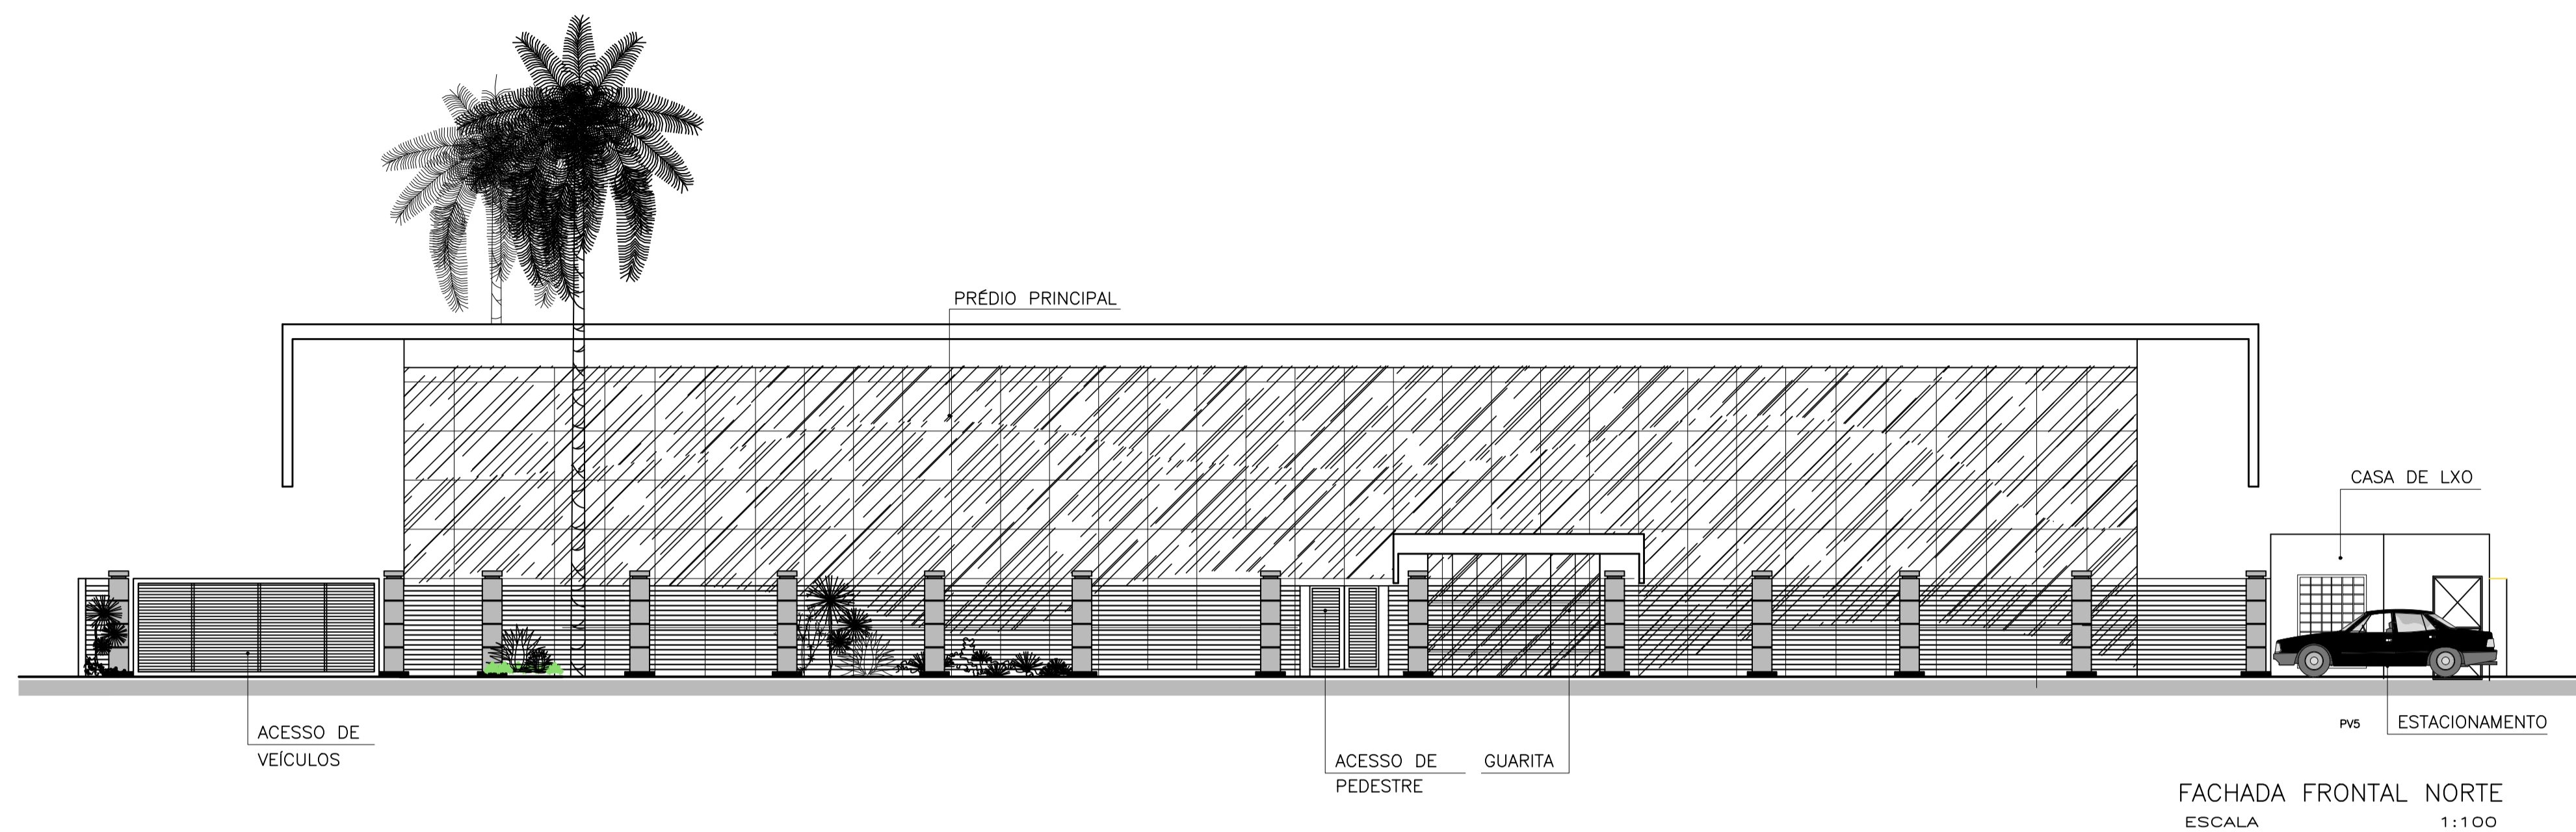 PRÉDIO PRINCIPAL
CASA DE LXO
ACESSO DE
VEÍCULOS
ACESSO DE
PEDESTRE
GUARITA
PV5
ESTACIONAMENTO
FACHADA FRONTAL NORTE
ESCALA 1:100